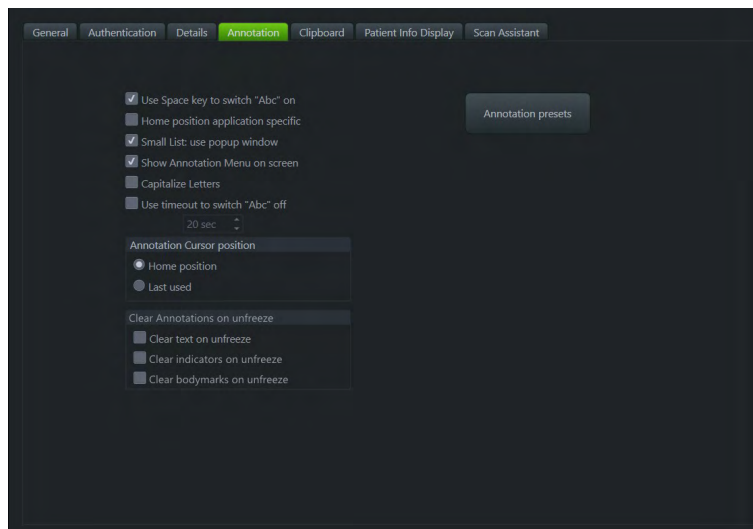 General Authentication Details Annotation Clipboard Patient Info Display Scan Assistant
Use Space key to switch "Abc" on
Annotation presets
Home position application specific
Small List: use popup window
Show Annotation Menu on screen
Capitalize Letters
Use timeout to switch "Abc" off
20 sec
Annotation Cursor position
Home position
Last used
Clear Annotations on unfreeze
Clear text on unfreeze
Clear indicators on unfreeze
Clear bodymarks on unfreeze